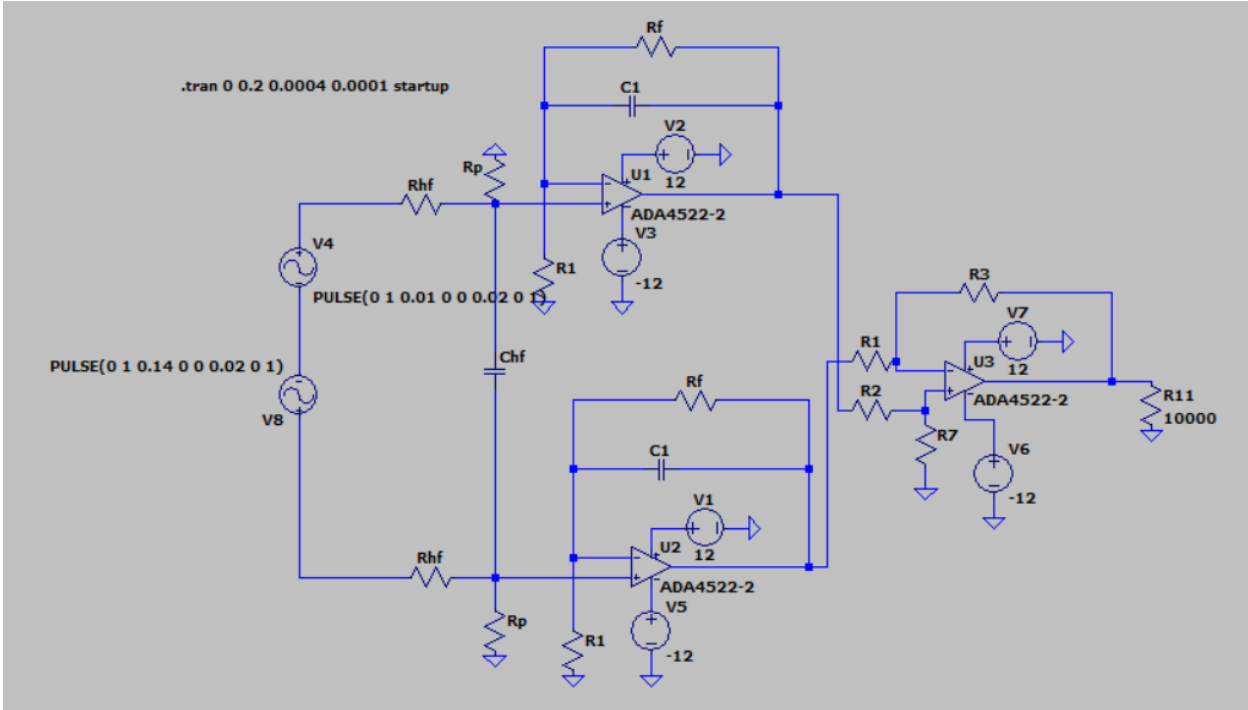 Rf
.tran 0 0.2 0.0004 0.0001 startup
C1
V2
+ -
12
Rp
Rhf
U1
ADA4522-2
V3
V4
R1
-12
PULSE(0 1 0.01 0 0 0.02 0 1)
R3
V7
+ -
12
R1
U3
Chf
PULSE(0 1 0.14 0 0 0.02 0 1)
V8
Rf
R2
ADA4522-2
R11
10000
R7
V6
-12
C1
V1
+ -
12
U2
Rhf
ADA4522-2
V5
Rp
R1
-12